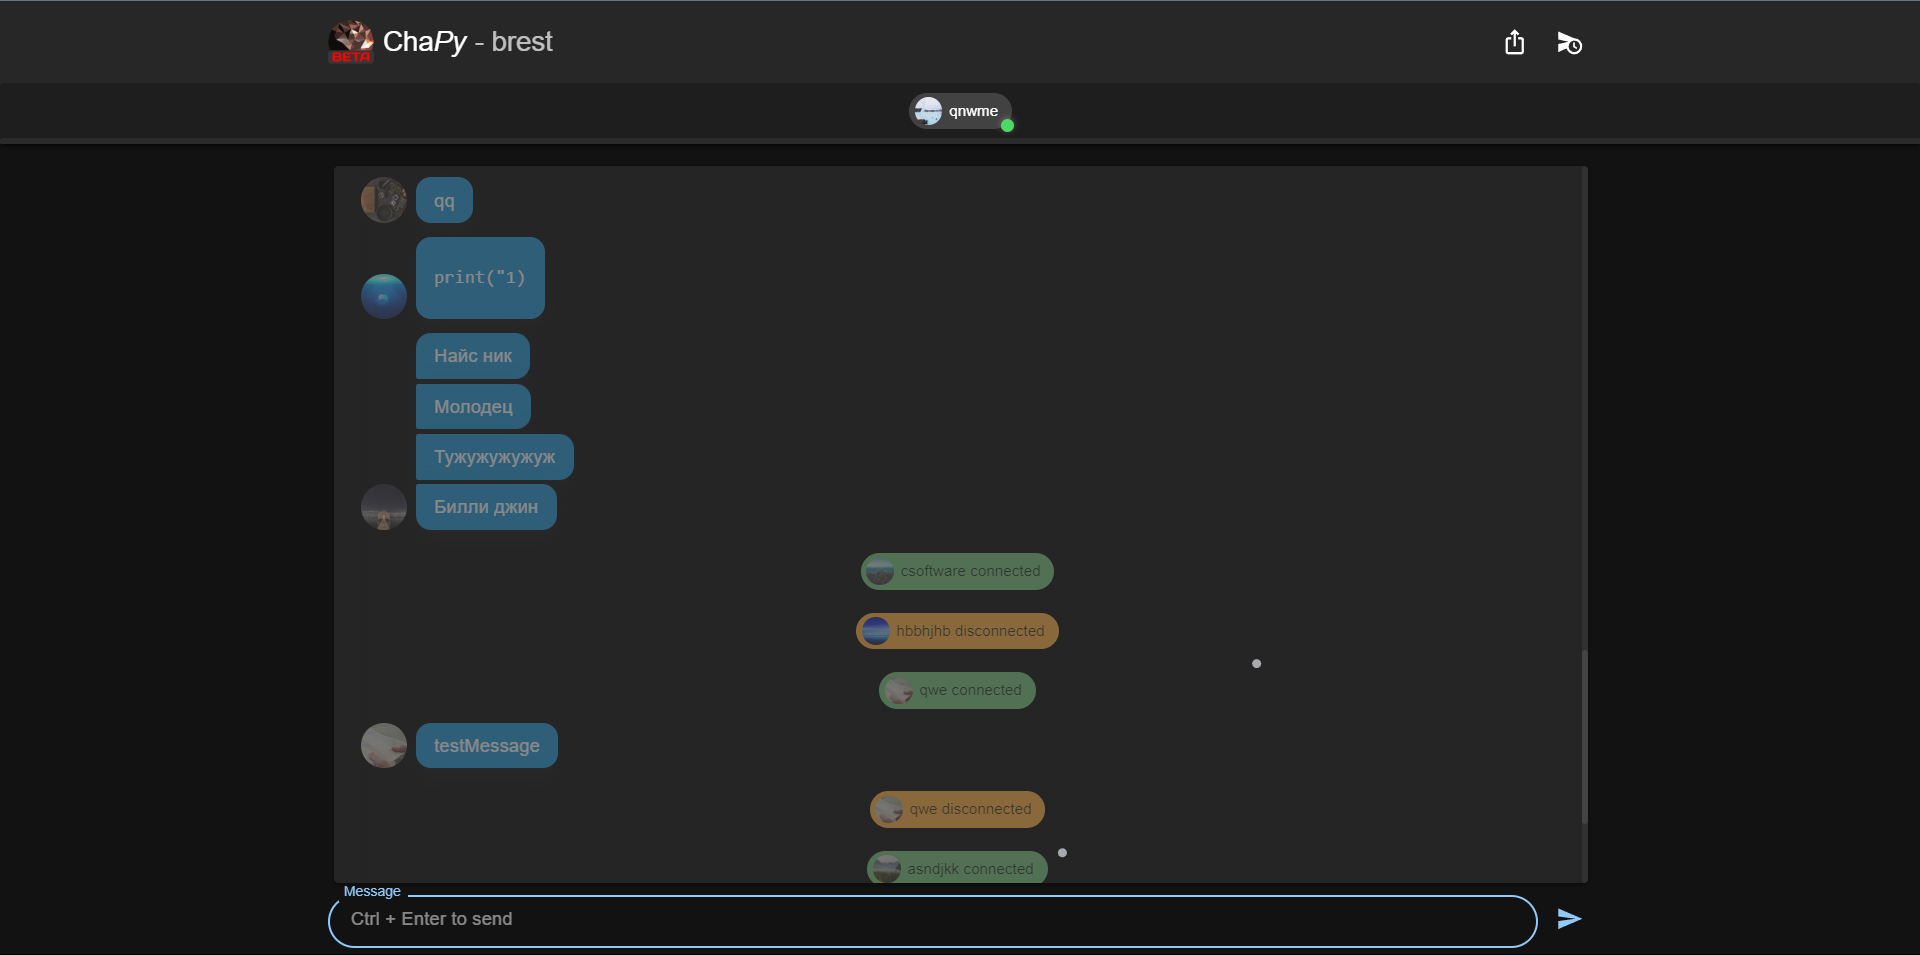 BETA
ChaPy - brest
qnwme
qq
print("1)
Найс ник
Молодец
Тужужужужуж
Билли джин
csoftware connected
hbbhjhb disconnected
qwe connected
testMessage
qwe disconnected
asndjkk connected
Message
Ctrl + Enter to send